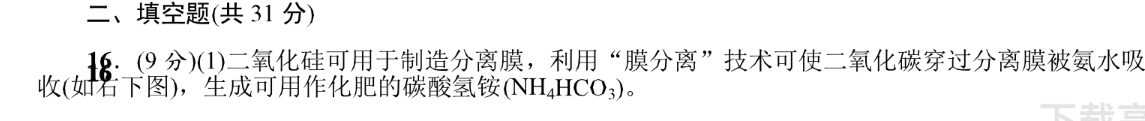 二、填空题(共 31 分)
16. (9 分)(1)二氧化硅可用于制造分离膜，利用“膜分离”技术可使二氧化碳穿过分离膜被氨水吸
收(如右下图)，生成可用作化肥的碳酸氢铵(NH₄HCO₃)。
下载高